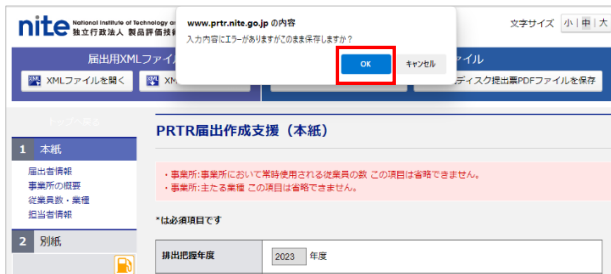 nite National Institute of Technology
独立行政法人 製品評価技術
www.prtr.nite.go.jp の内容
入力内容にエラーがありますがこのまま保存しますか?
OK
キャンセル
文字サイズ 小 中 大
届出用XMLファイ
ァイル
XMLファイルを開く
XM
ディスク提出票PDFファイルを保存
1 本紙
届出者情報
事業所の概要
従業員数・業種
担当者情報
2 別紙
PRTR届出作成支援(本紙)
・事業所:事業所において常時使用される従業員の数 この項目は省略できません。
・事業所:主たる業種 この項目は省略できません。
*は必須項目です
排出把握年度
2023 年度